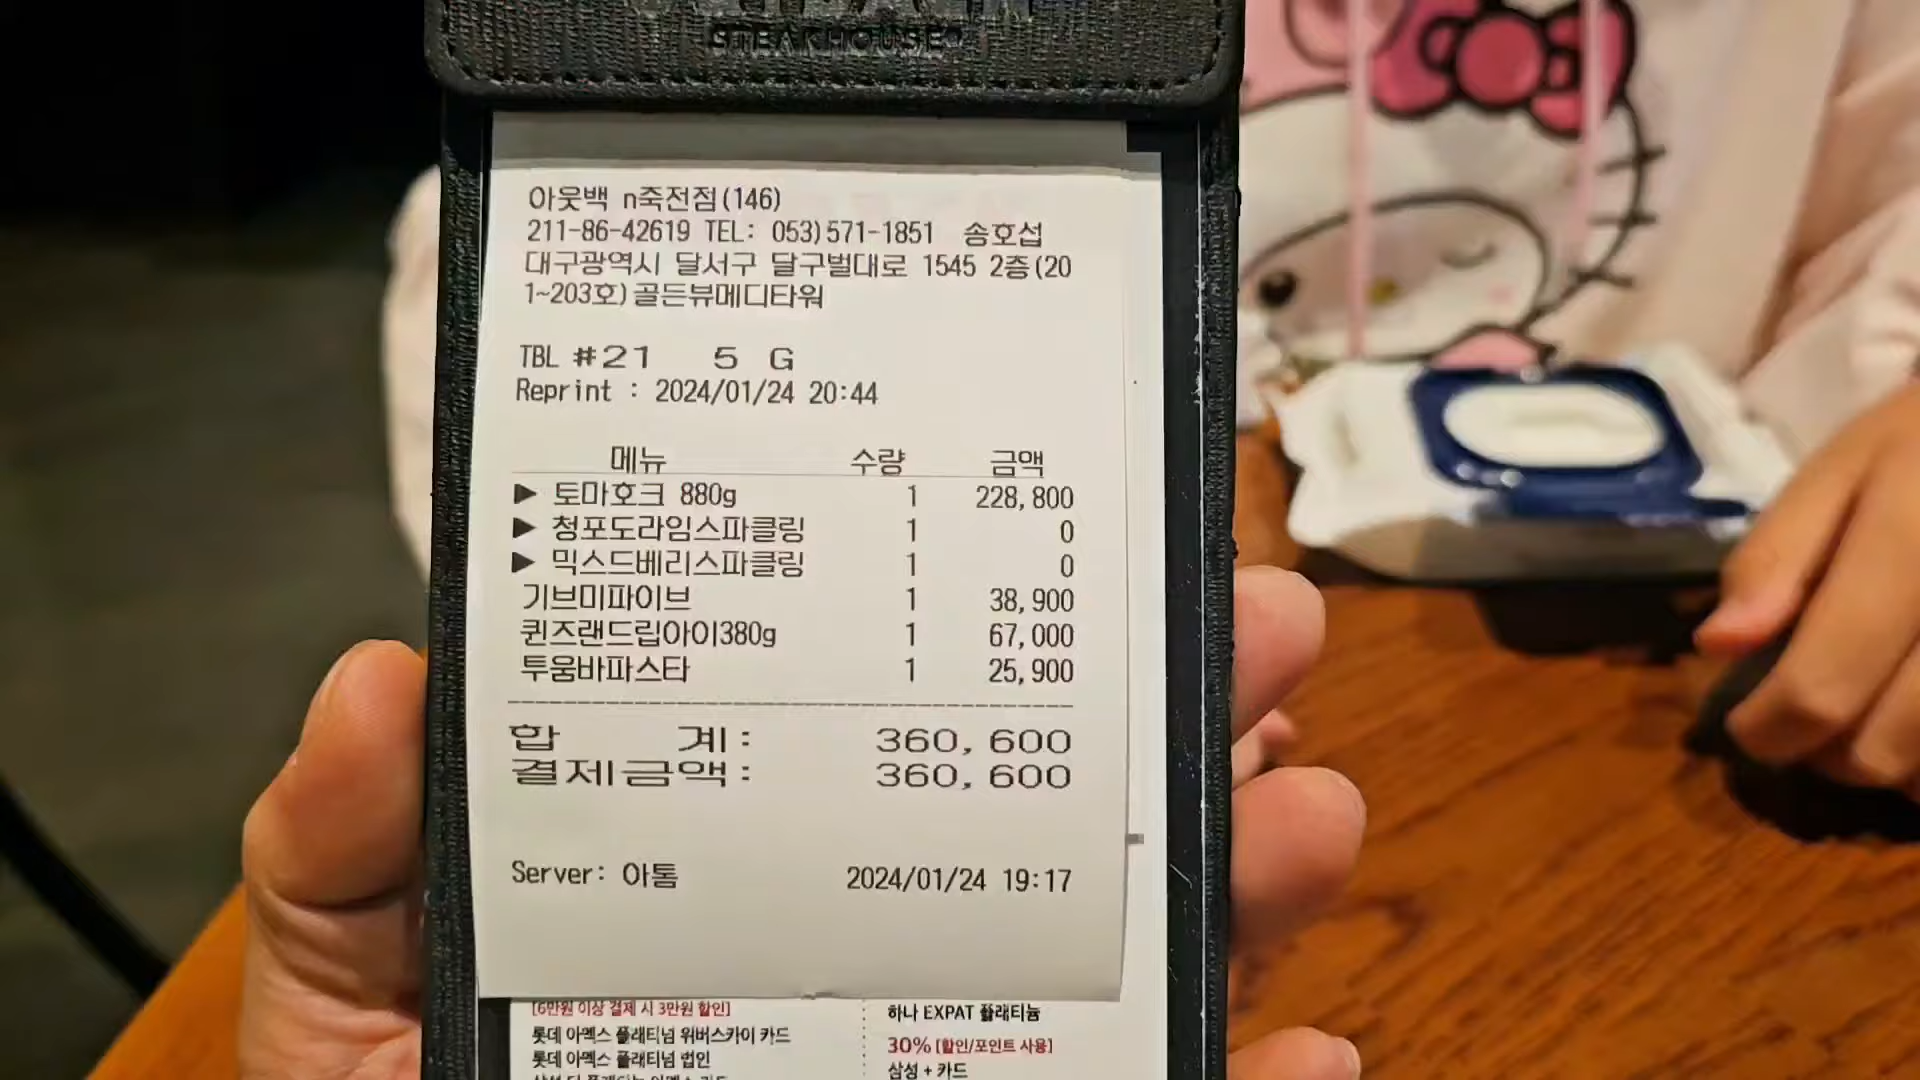 STEAKHOUSE
아웃백 n죽전점(146)
211-86-42619 TEL: 053)571-1851 송호섭
대구광역시 달서구 달구벌대로 1545 2층(20
1~203호)골든뷰메디타워
TBL #21 5 G
Reprint : 2024/01/24 20:44
메뉴 수량 금액
▶ 토마호크 880g 1 228,800
▶ 청포도라임스파클링 1 0
▶ 믹스드베리스파클링 1 0
기브미파이브 1 38,900
퀸즈랜드립아이380g 1 67,000
투움바파스타 1 25,900
합 계: 360,600
결제금액: 360,600
Server: 아톰 2024/01/24 19:17
[6만원 이상 결제 시 3만원 할인]
롯데 아멕스 플래티넘 위버스카이 카드
롯데 아멕스 플래티넘 법인
하나 EXPAT 플래티늄
30% [할인/포인트 사용]
삼성 + 카드